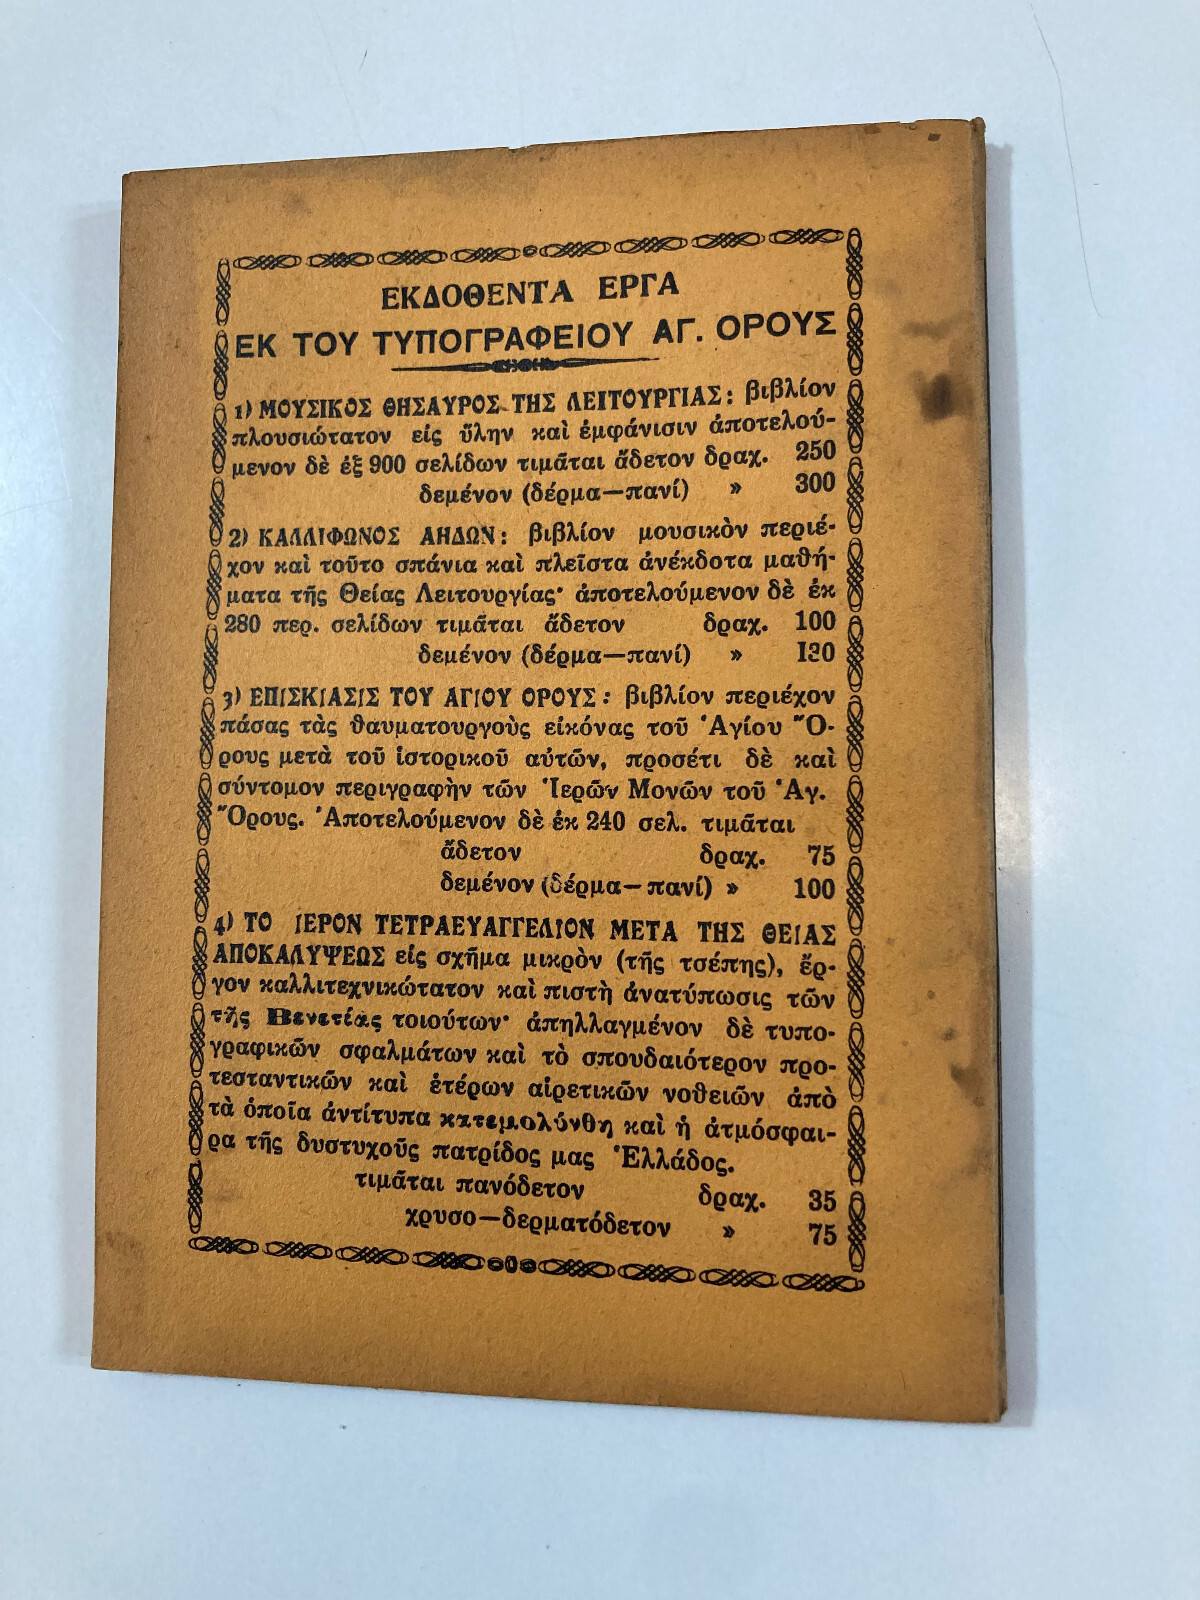 ΕΚΔΟΘΕΝΤΑ ΕΡΓΑ
ΕΚ ΤΟΥ ΤΥΠΟΓΡΑΦΕΙΟΥ ΑΓ. ΟΡΟΥΣ
1) ΜΟΥΣΙΚΟΣ ΘΗΣΑΥΡΟΣ ΤΗΣ ΛΕΙΤΟΥΡΓΙΑΣ: βιβλίον
πλουσιώτατον εἰς ὕλην καὶ ἐμφάνισιν ἀποτελού-
μενον δὲ ἐξ 900 σελίδων τιμᾶται ἄδετον δραχ. 250
δεμένον (δέρμα—πανί) » 300
2) ΚΑΛΛΙΦΩΝΟΣ ΑΗΔΩΝ: βιβλίον μουσικὸν περιέ-
χον καὶ τοῦτο σπάνια καὶ πλεῖστα ἀνέκδοτα μαθή-
ματα τῆς Θείας Λειτουργίας· ἀποτελούμενον δὲ ἐκ
280 περ. σελίδων τιμᾶται ἄδετον δραχ. 100
δεμένον (δέρμα—πανί) » 130
3) ΕΠΙΣΚΙΑΣΙΣ ΤΟΥ ΑΓΙΟΥ ΟΡΟΥΣ: βιβλίον περιέχον
πάσας τὰς θαυματουργοὺς εἰκόνας τοῦ Ἁγίου Ὄ-
ρους μετὰ τοῦ ἱστορικοῦ αὐτῶν, προσέτι δὲ καὶ
σύντομον περιγραφὴν τῶν Ἱερῶν Μονῶν τοῦ Ἁγ.
Ὄρους. Ἀποτελούμενον δὲ ἐκ 240 σελ. τιμᾶται
ἄδετον δραχ. 75
δεμένον (δέρμα—πανί) » 100
4) ΤΟ ΙΕΡΟΝ ΤΕΤΡΑΕΥΑΓΓΕΛΙΟΝ ΜΕΤΑ ΤΗΣ ΘΕΙΑΣ
ΑΠΟΚΑΛΥΨΕΩΣ εἰς σχῆμα μικρὸν (τῆς τσέπης), ἔρ-
γον καλλιτεχνικώτατον καὶ πιστὴ ἀνατύπωσις τῶν
τῆς Βενετίας τοιούτων· ἀπηλλαγμένον δὲ τυπο-
γραφικῶν σφαλμάτων καὶ τὸ σπουδαιότερον προ-
τεσταντικῶν καὶ ἑτέρων αἱρετικῶν νοθειῶν ἀπὸ
τὰ ὁποῖα ἀντίτυπα κατεμολύνθη καὶ ἡ ἀτμόσφαι-
ρα τῆς δυστυχοῦς πατρίδος μας Ἑλλάδος.
τιμᾶται πανόδετον δραχ. 35
χρυσο—δερματόδετον » 75